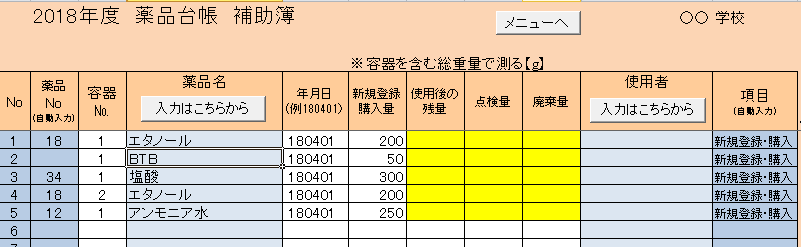 2018年度 薬品台帳 補助簿 メニューへ 〇〇 学校
※容器を含む総重量で測る【g】
No 薬品No(自動入力) 容器No. 薬品名 入力はこちらから 年月日(例180401) 新規登録購入量 使用後の残量 点検量 廃棄量 使用者 入力はこちらから 項目(自動入力)
1 18 1 エタノール 180401 200 新規登録・購入
2 1 BTB 180401 50 新規登録・購入
3 34 1 塩酸 180401 300 新規登録・購入
4 18 2 エタノール 180401 200 新規登録・購入
5 12 1 アンモニア水 180401 250 新規登録・購入
6